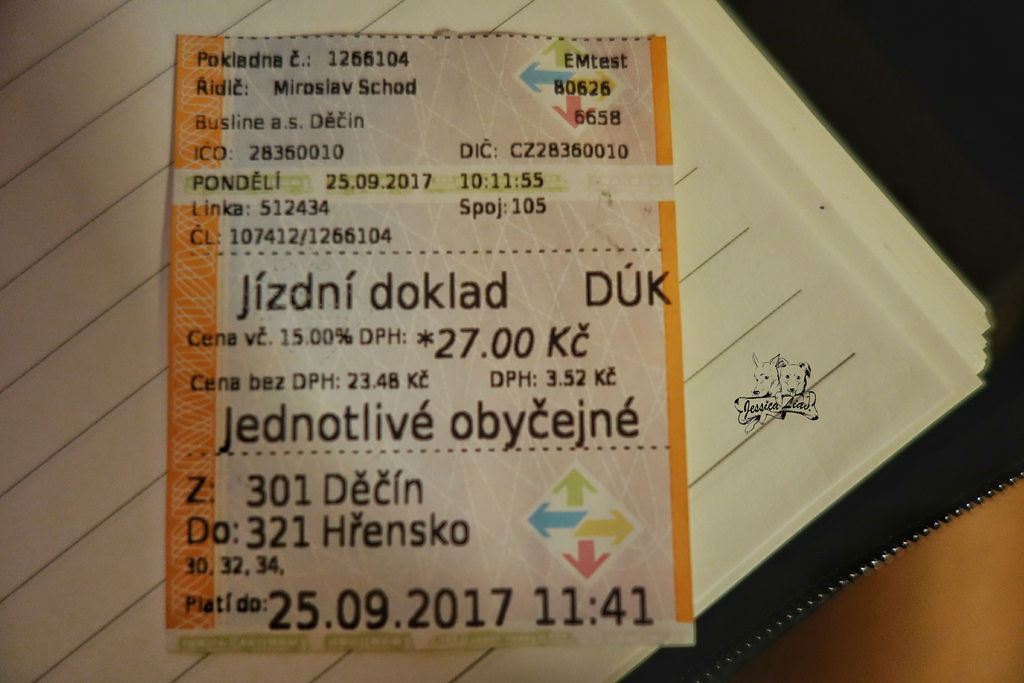 Pokladna č.: 1266104 EMtest
Řidič: Miroslav Schod 80626
Busline a.s. Děčín 6658
ICO: 28360010 DIČ: CZ28360010
PONDĚLÍ 25.09.2017 10:11:55
Linka: 512434 Spoj: 105
ČL: 107412/1266104
Jízdní doklad DÚK
Cena vč. 15.00% DPH: *27.00 Kč
Cena bez DPH: 23.48 Kč DPH: 3.52 Kč
Jednotlivé obyčejné
Z: 301 Děčín
Do: 321 Hřensko
30, 32, 34,
Platí do: 25.09.2017 11:41
Jessica